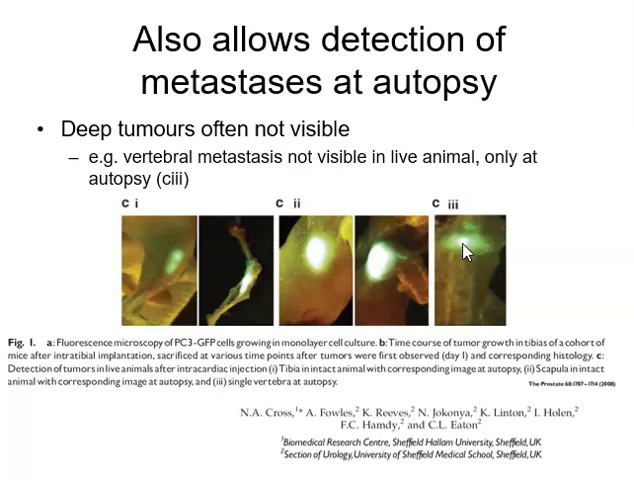 Also allows detection of
metastases at autopsy
• Deep tumours often not visible
– e.g. vertebral metastasis not visible in live animal, only at
autopsy (ciii)
c i c ii c iii
Fig. 1. a: Fluorescence microscopy of PC3-GFP cells growing in monolayer cell culture. b: Time course of tumor growth in tibias of a cohort of
mice after intratibial implantation, sacrificed at various time points after tumors were first observed (day 1) and corresponding histology. c:
Detection of tumors in live animals after intracardiac injection (i) Tibia in intact animal with corresponding image at autopsy, (ii) Scapula in intact
animal with corresponding image at autopsy, and (iii) single vertebra at autopsy.
The Prostate 68:1707–1714 (2008)
N.A. Cross,1* A. Fowles,2 K. Reeves,2 N. Jokonya,2 K. Linton,2 I. Holen,2
F.C. Hamdy,2 and C.L. Eaton2
1Biomedical Research Centre, Sheffield Hallam University, Sheffield, UK
2Section of Urology, University of Sheffield Medical School, Sheffield, UK